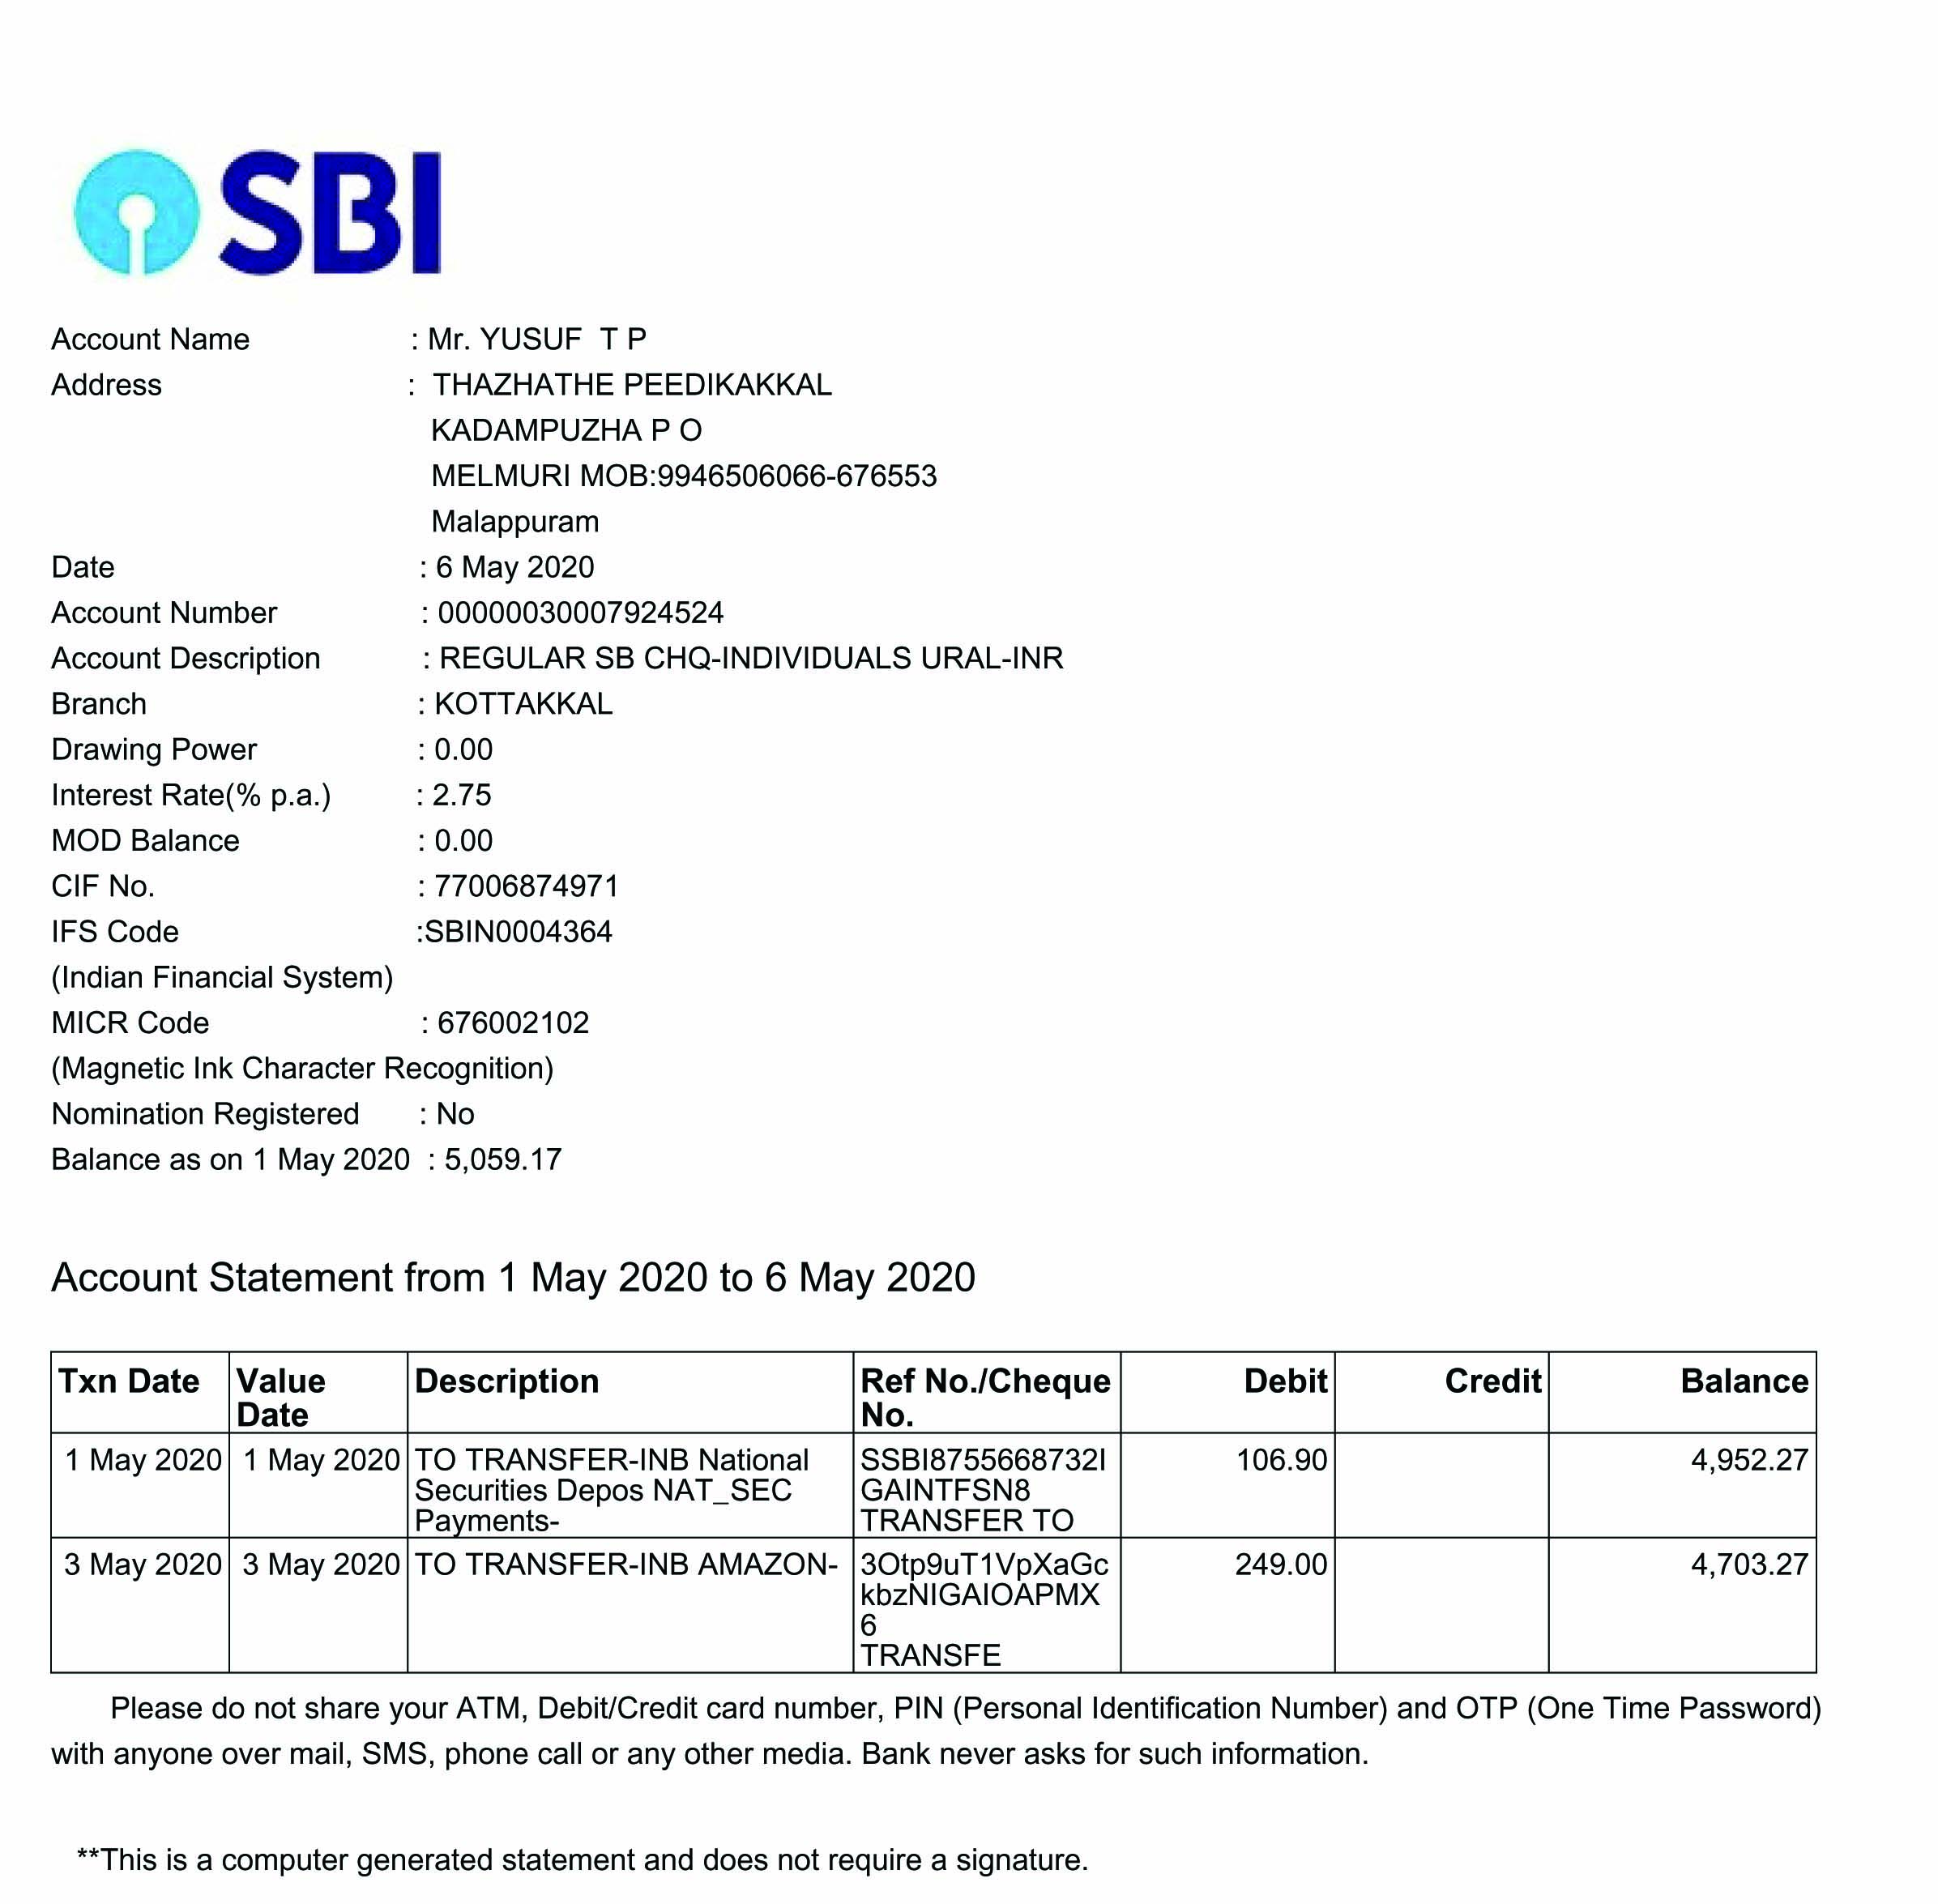 SBI
Account Name : Mr. YUSUF T P
Address : THAZHATHE PEEDIKAKKAL
KADAMPUZHA P O
MELMURI MOB:9946506066-676553
Malappuram
Date : 6 May 2020
Account Number : 00000030007924524
Account Description : REGULAR SB CHQ-INDIVIDUALS URAL-INR
Branch : KOTTAKKAL
Drawing Power : 0.00
Interest Rate(% p.a.) : 2.75
MOD Balance : 0.00
CIF No. : 77006874971
IFS Code :SBIN0004364
(Indian Financial System)
MICR Code : 676002102
(Magnetic Ink Character Recognition)
Nomination Registered : No
Balance as on 1 May 2020 : 5,059.17
Account Statement from 1 May 2020 to 6 May 2020
Txn Date Value Description Ref No./Cheque Debit Credit Balance
Date No.
1 May 2020 1 May 2020 TO TRANSFER-INB National SSBI8755668732I 106.90 4,952.27
Securities Depos NAT_SEC GAINTFSN8
Payments- TRANSFER TO
3 May 2020 3 May 2020 TO TRANSFER-INB AMAZON- 3Otp9uT1VpXaGc 249.00 4,703.27
kbzNIGAIOAPMX
6
TRANSFE
Please do not share your ATM, Debit/Credit card number, PIN (Personal Identification Number) and OTP (One Time Password)
with anyone over mail, SMS, phone call or any other media. Bank never asks for such information.
**This is a computer generated statement and does not require a signature.